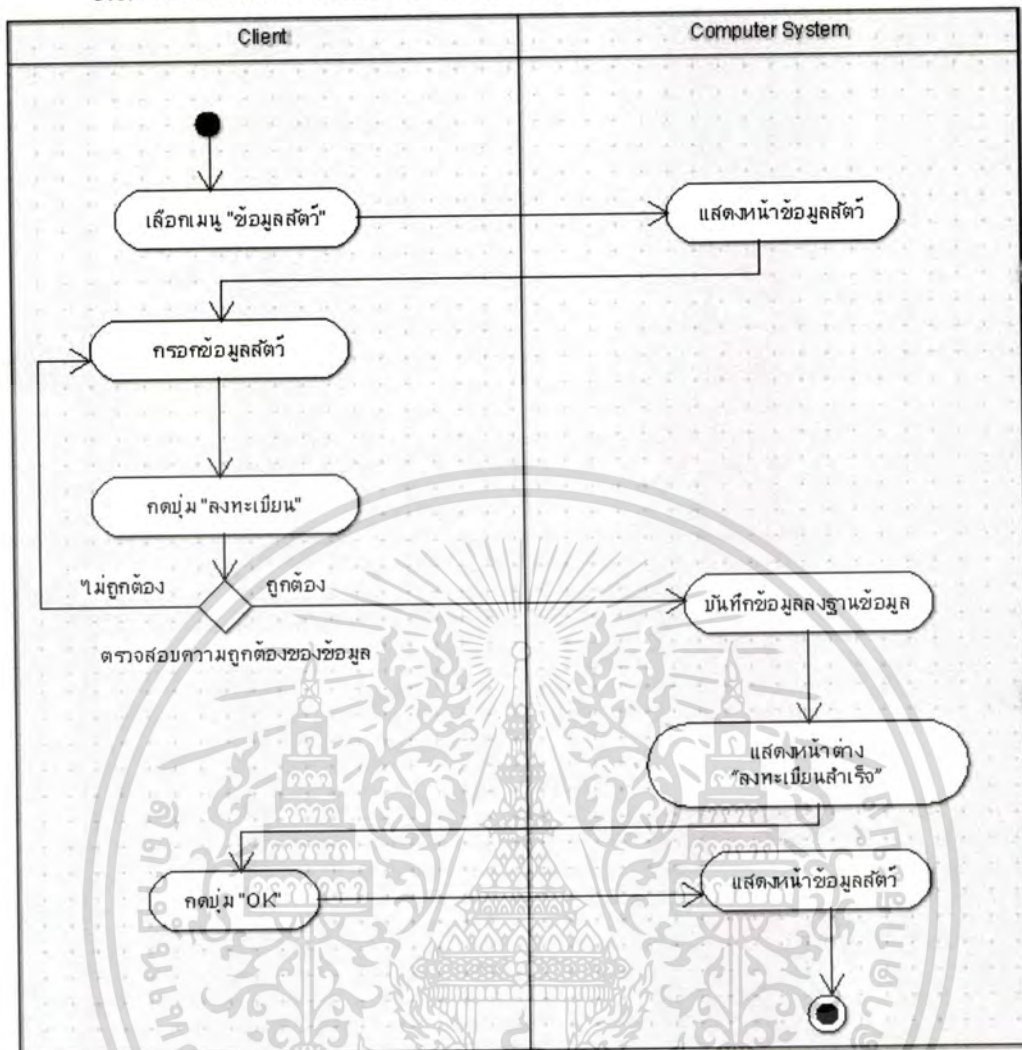 Client
Computer System
เลือกเมนู "ข้อมูลสัตว์"
แสดงหน้าข้อมูลสัตว์
กรอกข้อมูลสัตว์
กดปุ่ม "ลงทะเบียน"
ไม่ถูกต้อง
ถูกต้อง
บันทึกข้อมูลลงฐานข้อมูล
ตรวจสอบความถูกต้องของข้อมูล
แสดงหน้าต่าง
"ลงทะเบียนสำเร็จ"
กดปุ่ม "OK"
แสดงหน้าข้อมูลสัตว์